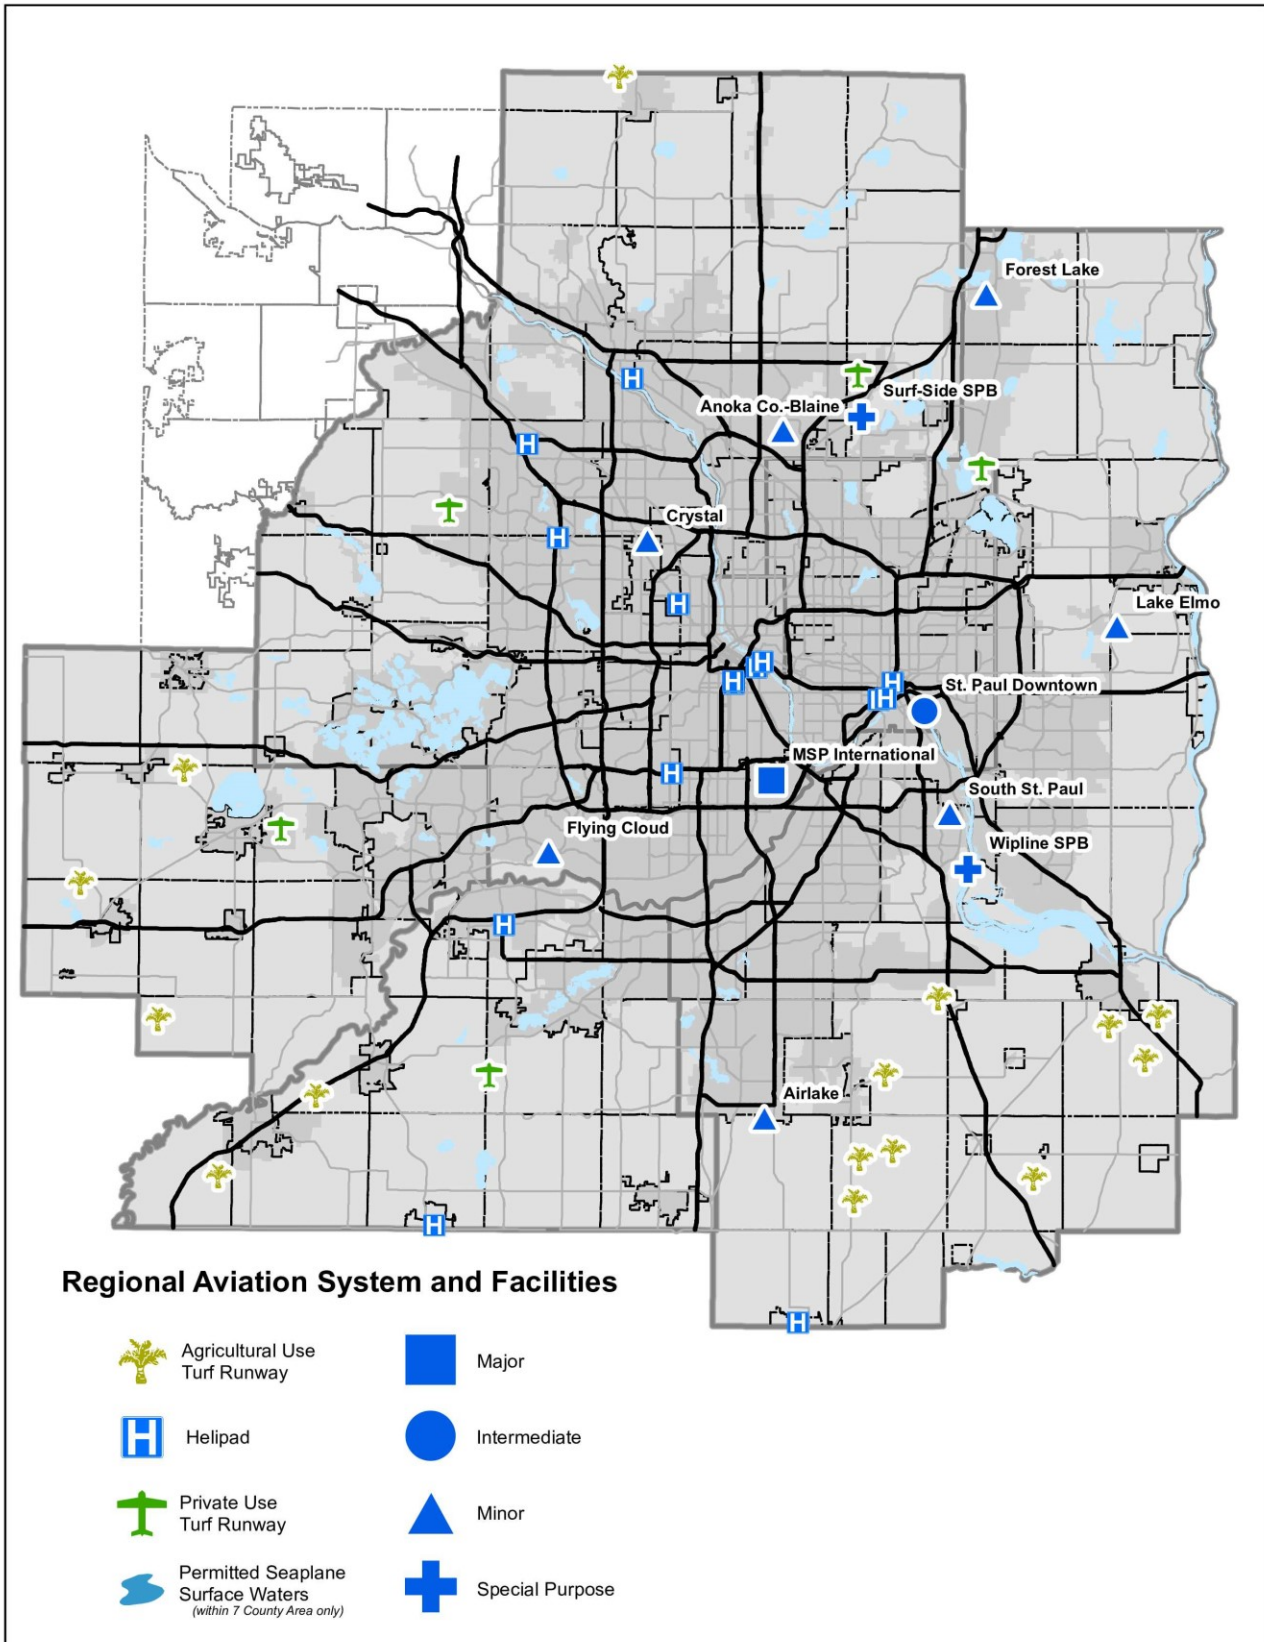 Forest Lake
Surf-Side SPB
Anoka Co.-Blaine
H
H
Crystal
H
H
Lake Elmo
H
H
H
St. Paul Downtown
H
MSP International
H
South St. Paul
Flying Cloud
Wipline SPB
H
Airlake
H
H
Regional Aviation System and Facilities
Agricultural Use
Turf Runway
Major
H
Helipad
Intermediate
Private Use
Turf Runway
Minor
Permitted Seaplane
Surface Waters
(within 7 County Area only)
Special Purpose